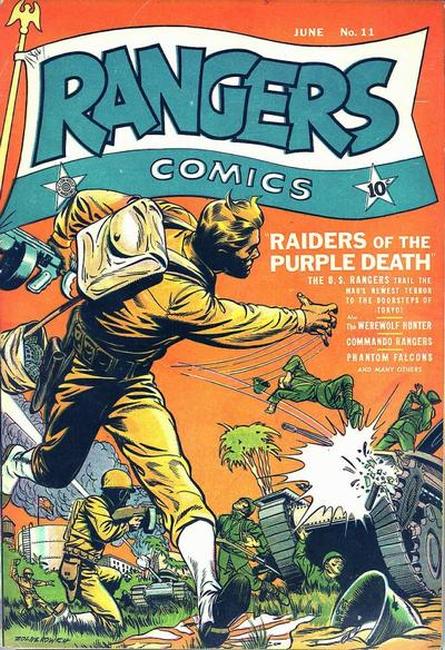 JUNE No. 11
RANGERS
COMICS
10¢
"RAIDERS OF THE
PURPLE DEATH"
THE U. S. RANGERS TRAIL THE
MAD'S NEWEST TERROR
TO THE DOORSTEPS OF
TOKYO!
Also
The WEREWOLF HUNTER
COMMANDO RANGERS
PHANTOM FALCONS
AND MANY OTHERS
ZOLNEROWICH